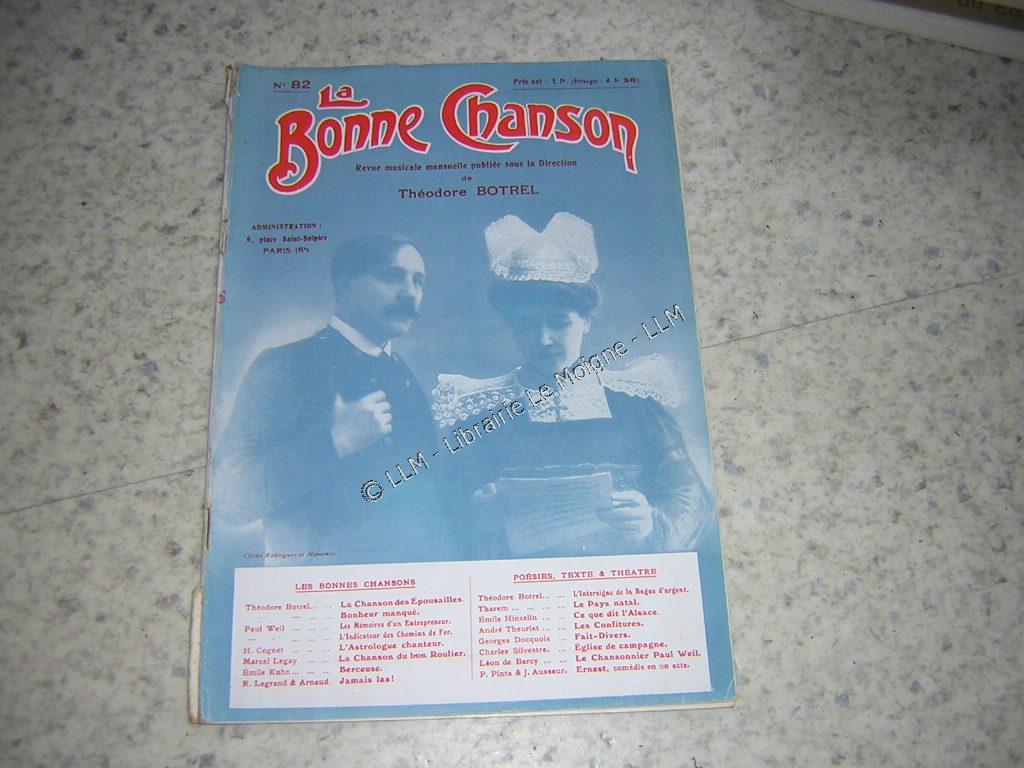 N° 82
Prix net : 1 fr. (Étranger : 1 fr. 50)
La
Bonne Chanson
Revue musicale mensuelle publiée sous la Direction
de
Théodore BOTREL
ADMINISTRATION :
6, place Saint-Sulpice
PARIS (6e)
© LLM - Librairie Le Moigne - LLM
Cliché Rodriguez et Hamonic.
LES BONNES CHANSONS
Théodore Botrel... .. La Chanson des Épousailles.
— — ... .. Bonheur manqué.
Paul Weil ... ... ... Les Mémoires d'un Entrepreneur.
— — ... ... ... L'Indicateur des Chemins de Fer.
H. Cognet ... ... ... L'Astrologue chanteur.
Marcel Legay ... ... La Chanson du bon Roulier.
Émile Kuhn... ... ... Berceuse.
R. Legrand & Arnaud. Jamais las!
POÉSIES, TEXTE & THÉATRE
Théodore Botrel... ... L'Intersigne de la Bague d'argent.
Tharem ... ... ... ... Le Pays natal.
Émile Hinzelin ... ... Ce que dit l'Alsace.
André Theuriet ... ... Les Confitures.
Georges Docquois ... Fait-Divers.
Charles Silvestre. ... Église de campagne.
Léon de Bercy ... ... Le Chansonnier Paul Weil.
P. Pinta & J. Ausseur. Ernest, comédie en un acte.
DU CO